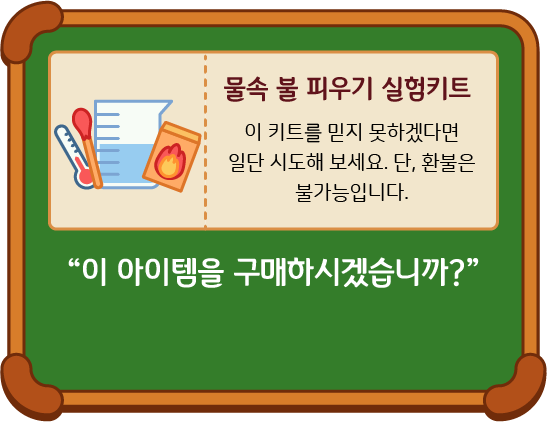 물속 불 피우기 실험키트
이 키트를 믿지 못하겠다면
일단 시도해 보세요. 단, 환불은
불가능입니다.
“이 아이템을 구매하시겠습니까?”